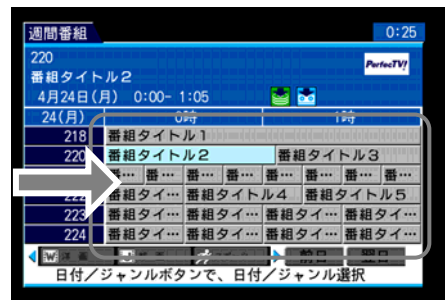 週間番組 0:25
220
番組タイトル2
PerfecTV!
4月24日(月) 0:00- 1:05
24(月) 0時 1時
218 番組タイトル1
220 番組タイトル2 番組タイトル3
番… 番… 番… 番… 番… 番… 番… 番…
222 番組タイ… 番組タイトル4 番組タイトル5
223 番組タイ… 番組タイ… 番組タイ… 番組タイ…
224 番組タイ… 番組タイ… 番組タイ… 番組タイ…
前日 翌日
日付／ジャンルボタンで、日付／ジャンル選択